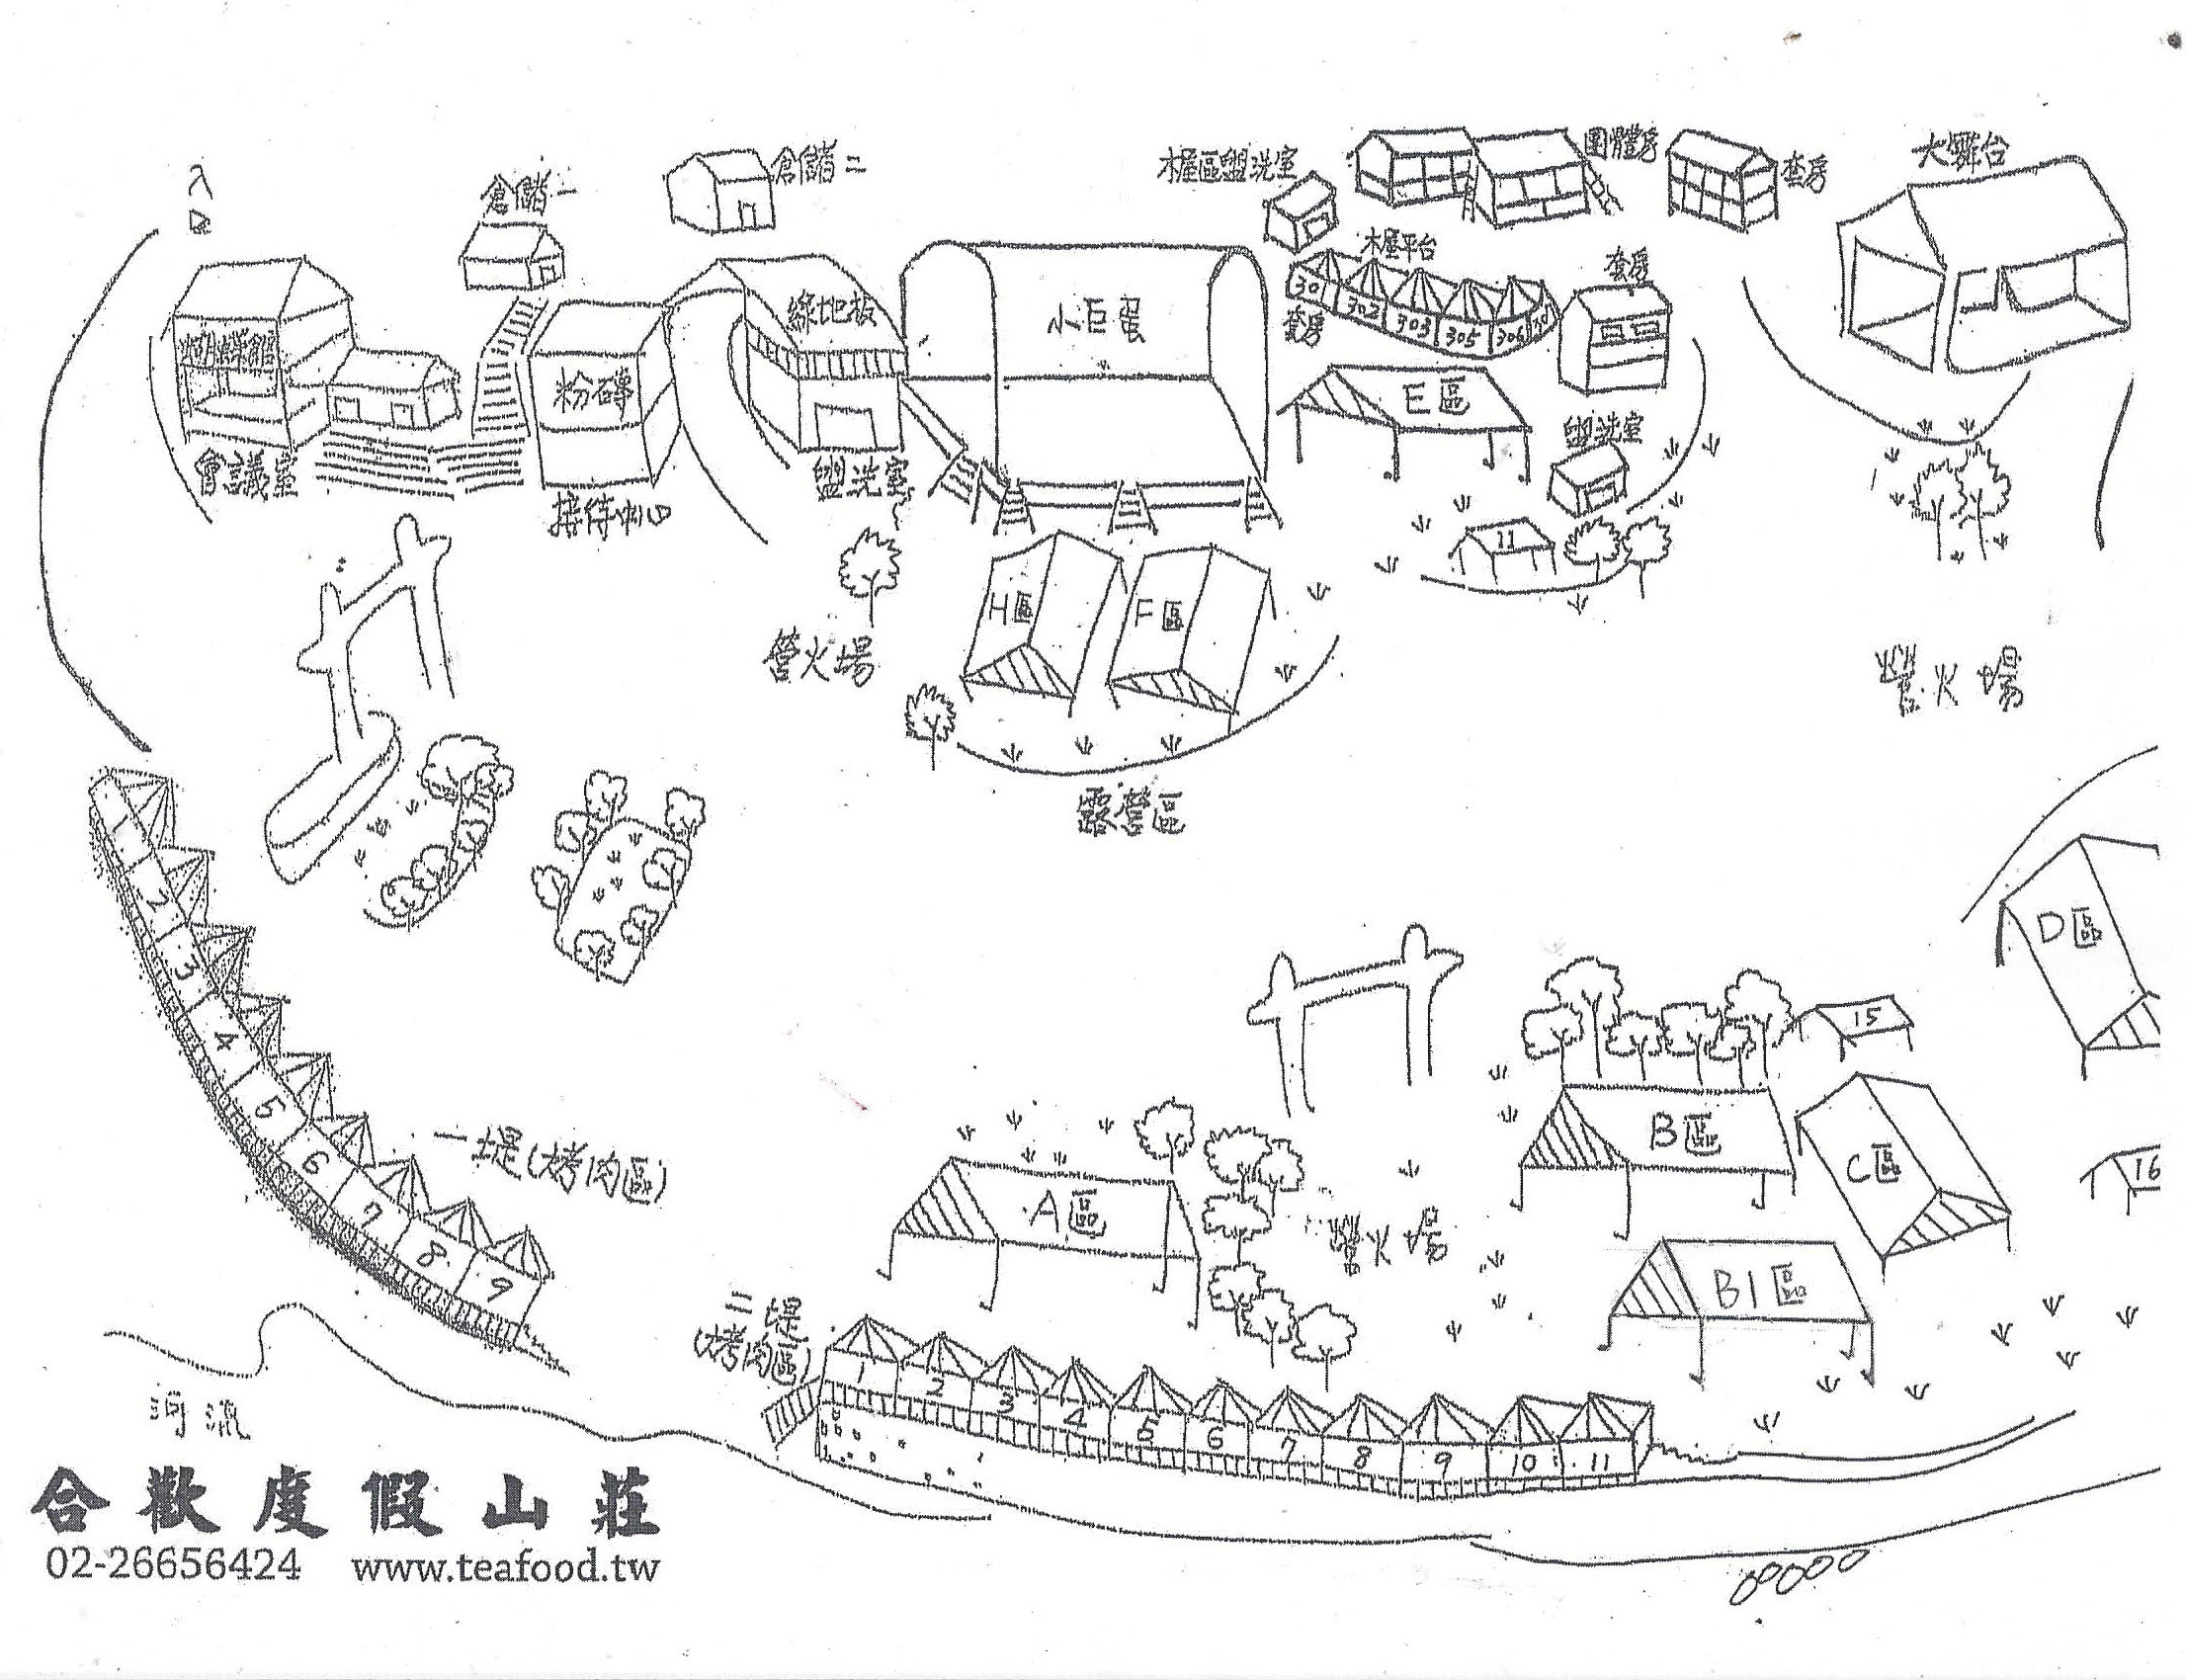 入口
倉儲一
倉儲二
木屋區盥洗室
團體房
套房
大舞台
蝴蝶館
會議室
粉磚
接待中心
綠地板
盥洗室
小巨蛋
木屋平台
301
302
303
305
306
套房
套房
E區
盥洗室
11
H區
F區
營火場
露營區
營火場
1
2
3
4
5
6
7
8
9
一堤(烤肉區)
D區
15
B區
C區
16
A區
營火場
B1區
二堤
(烤肉區)
1
2
3
4
5
6
7
8
9
10
11
河流
合歡度假山莊
02-26656424 www.teafood.tw